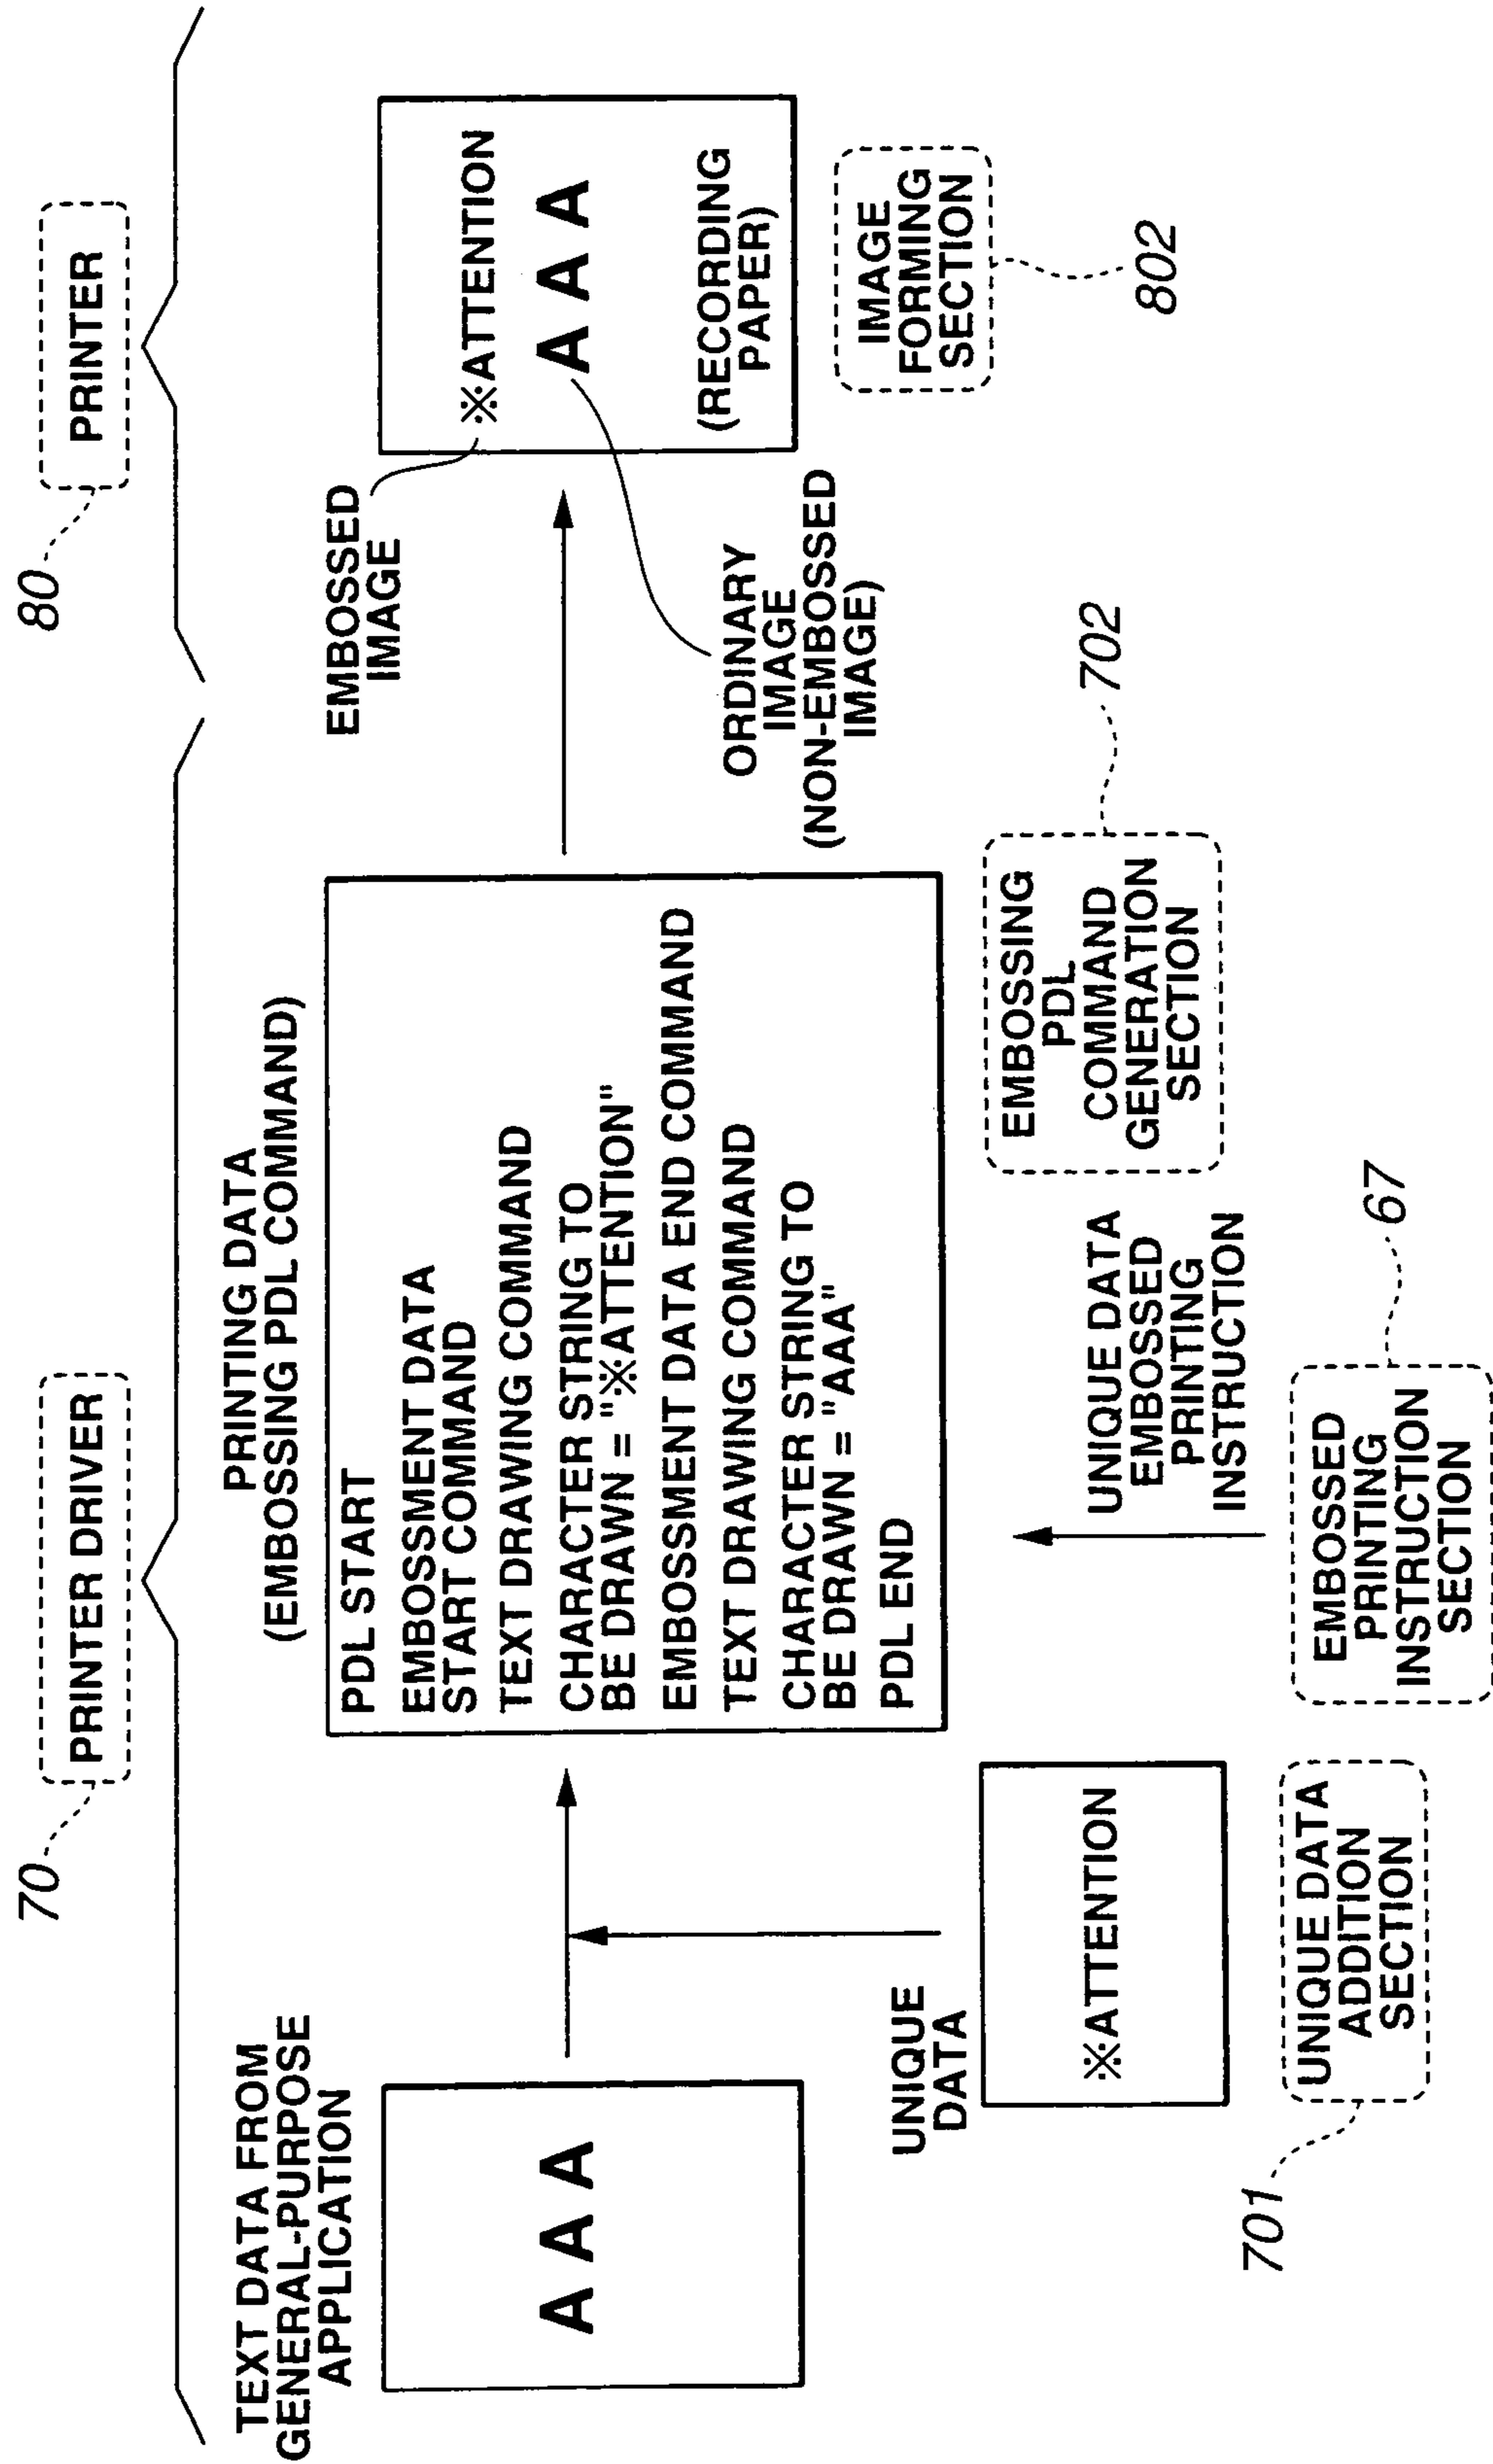 70
PRINTER DRIVER
80
PRINTER
TEXT DATA FROM
GENERAL-PURPOSE
APPLICATION
A A A
UNIQUE
DATA
※ATTENTION
UNIQUE DATA
ADDITION
SECTION
701
PRINTING DATA
(EMBOSSING PDL COMMAND)
PDL START
EMBOSSMENT DATA
START COMMAND
TEXT DRAWING COMMAND
CHARACTER STRING TO
BE DRAWN = "※ATTENTION"
EMBOSSMENT DATA END COMMAND
TEXT DRAWING COMMAND
CHARACTER STRING TO
BE DRAWN = "AAA"
PDL END
UNIQUE DATA
EMBOSSED
PRINTING
INSTRUCTION
EMBOSSED
PRINTING
INSTRUCTION
SECTION
67
EMBOSSING
PDL
COMMAND
GENERATION
SECTION
702
EMBOSSED
IMAGE
ORDINARY
IMAGE
(NON-EMBOSSED
IMAGE)
※ATTENTION
A A A
(RECORDING
PAPER)
IMAGE
FORMING
SECTION
802